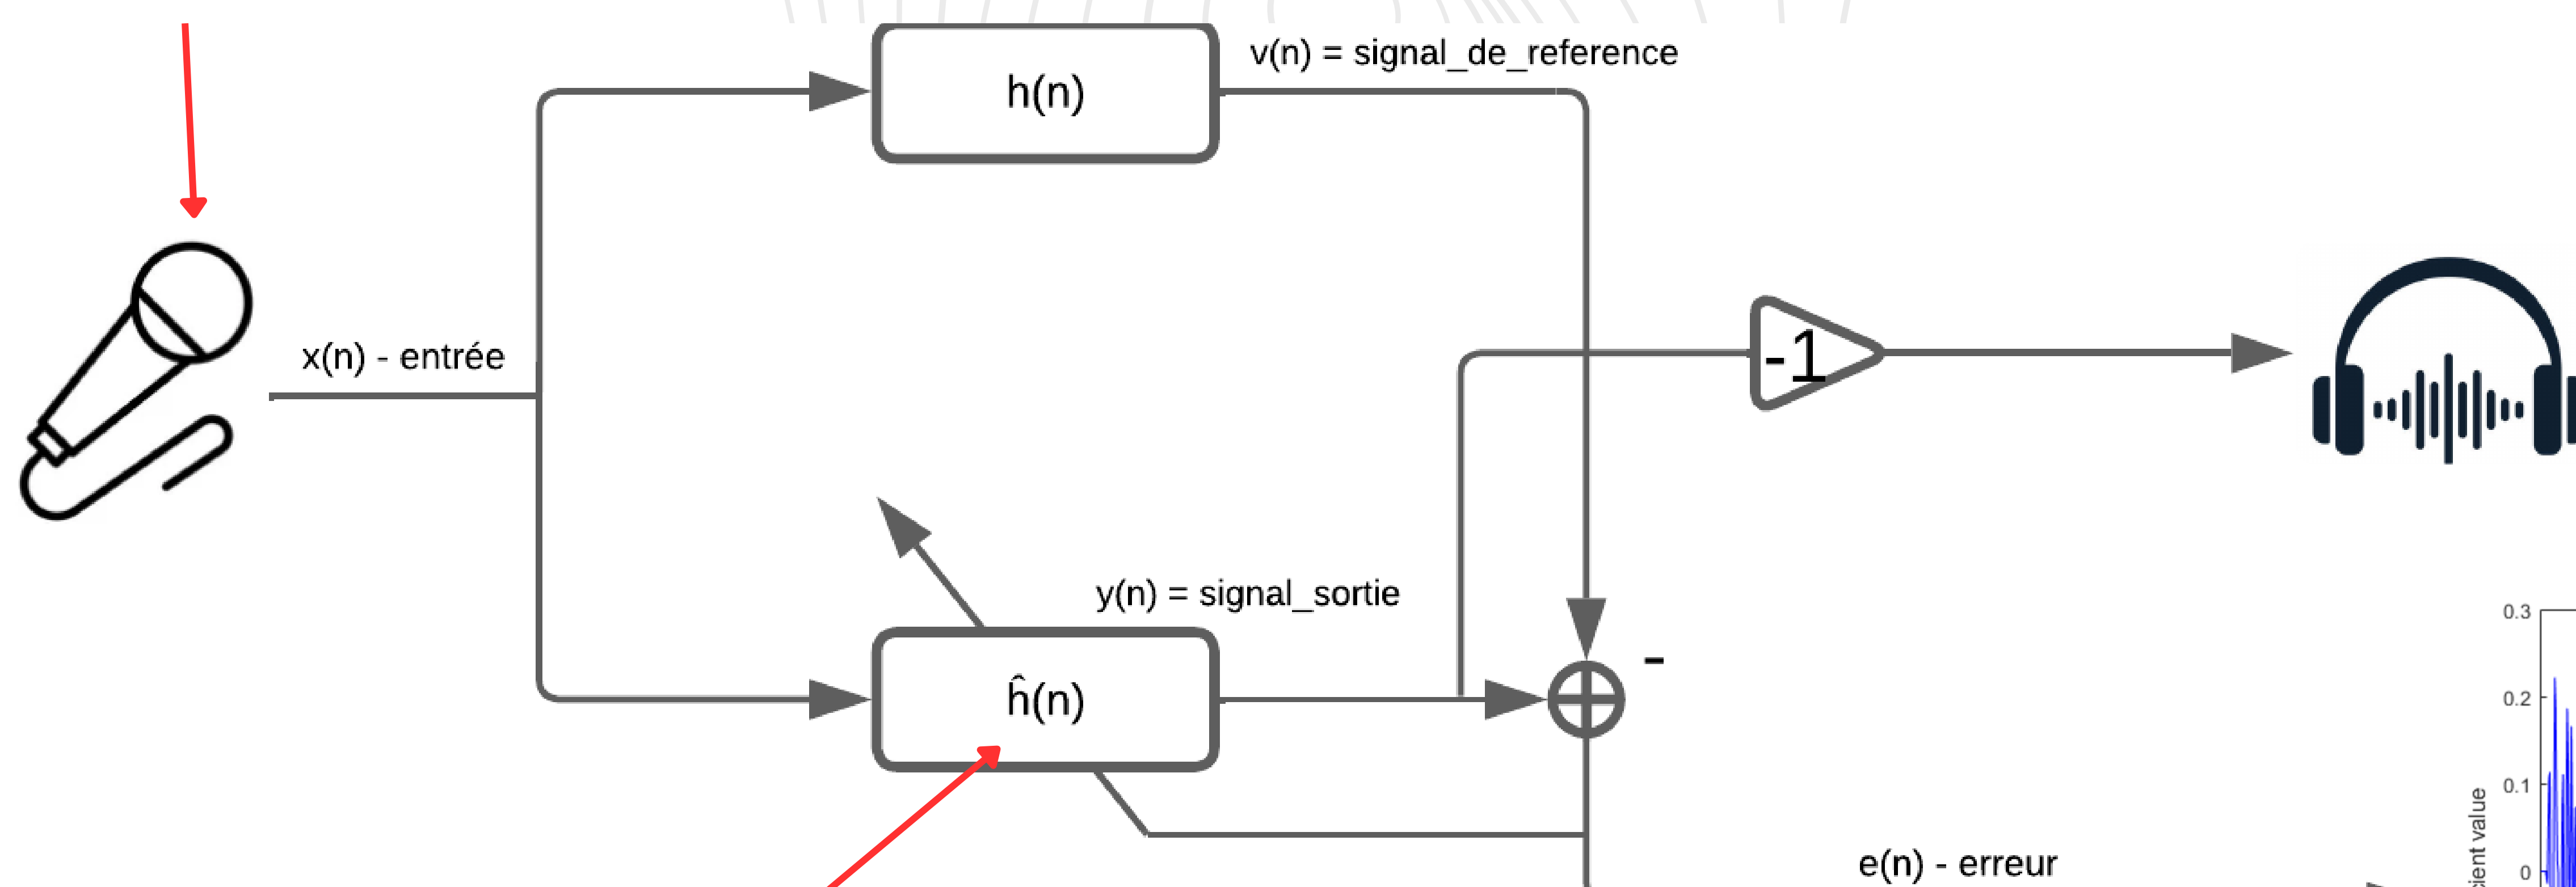 h(n)
v(n) = signal_de_reference
x(n) - entrée
-1
y(n) = signal_sortie
ĥ(n)
-
e(n) - erreur
0.3
0.2
0.1
0